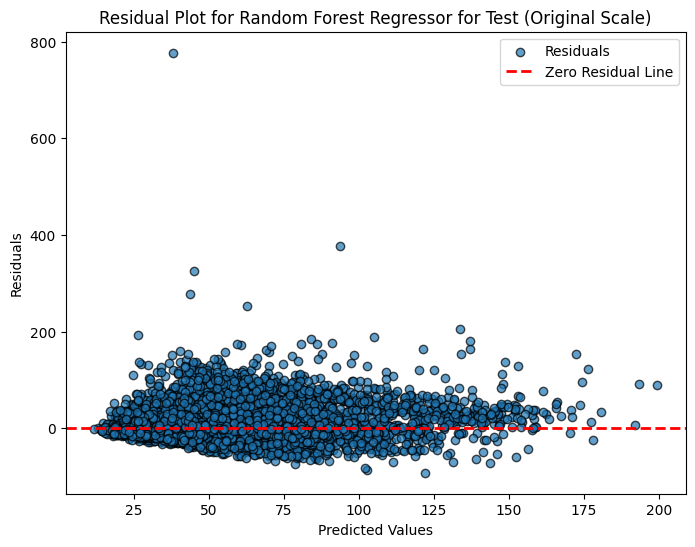 Residual Plot for Random Forest Regressor for Test (Original Scale)
Residuals
Zero Residual Line
800
600
400
200
0
Residuals
25 50 75 100 125 150 175 200
Predicted Values